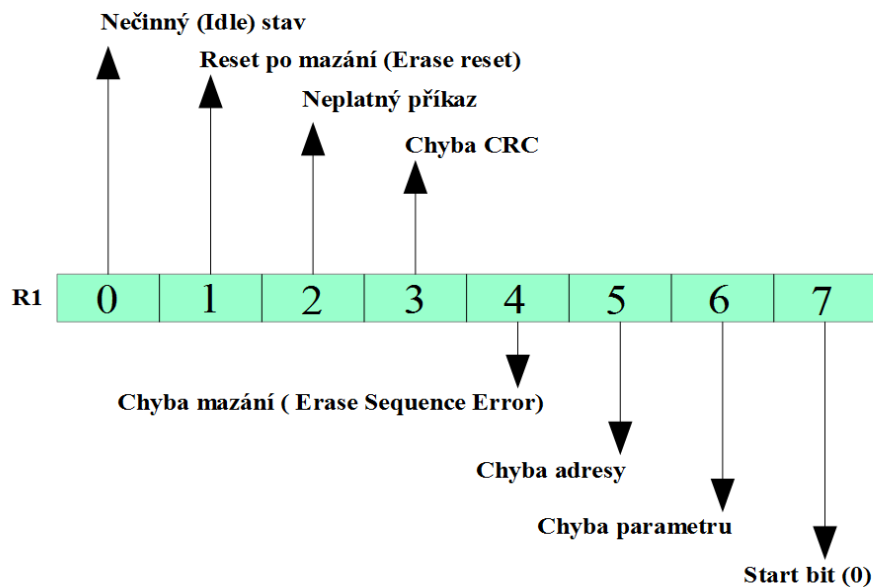 Nečinný (Idle) stav
Reset po mazání (Erase reset)
Neplatný příkaz
Chyba CRC
R1 0 1 2 3 4 5 6 7
Chyba mazání ( Erase Sequence Error)
Chyba adresy
Chyba parametru
Start bit (0)